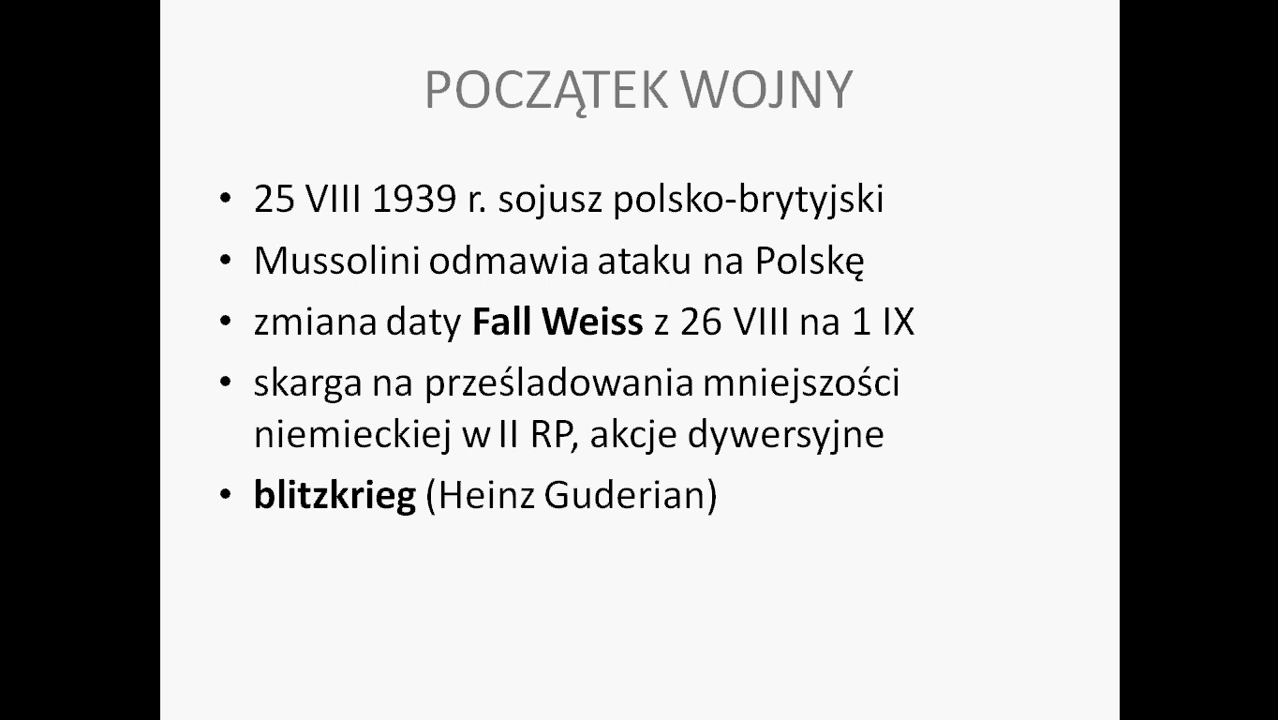 POCZĄTEK WOJNY
• 25 VIII 1939 r. sojusz polsko-brytyjski
• Mussolini odmawia ataku na Polskę
• zmiana daty Fall Weiss z 26 VIII na 1 IX
• skarga na prześladowania mniejszości
niemieckiej w II RP, akcje dywersyjne
• blitzkrieg (Heinz Guderian)